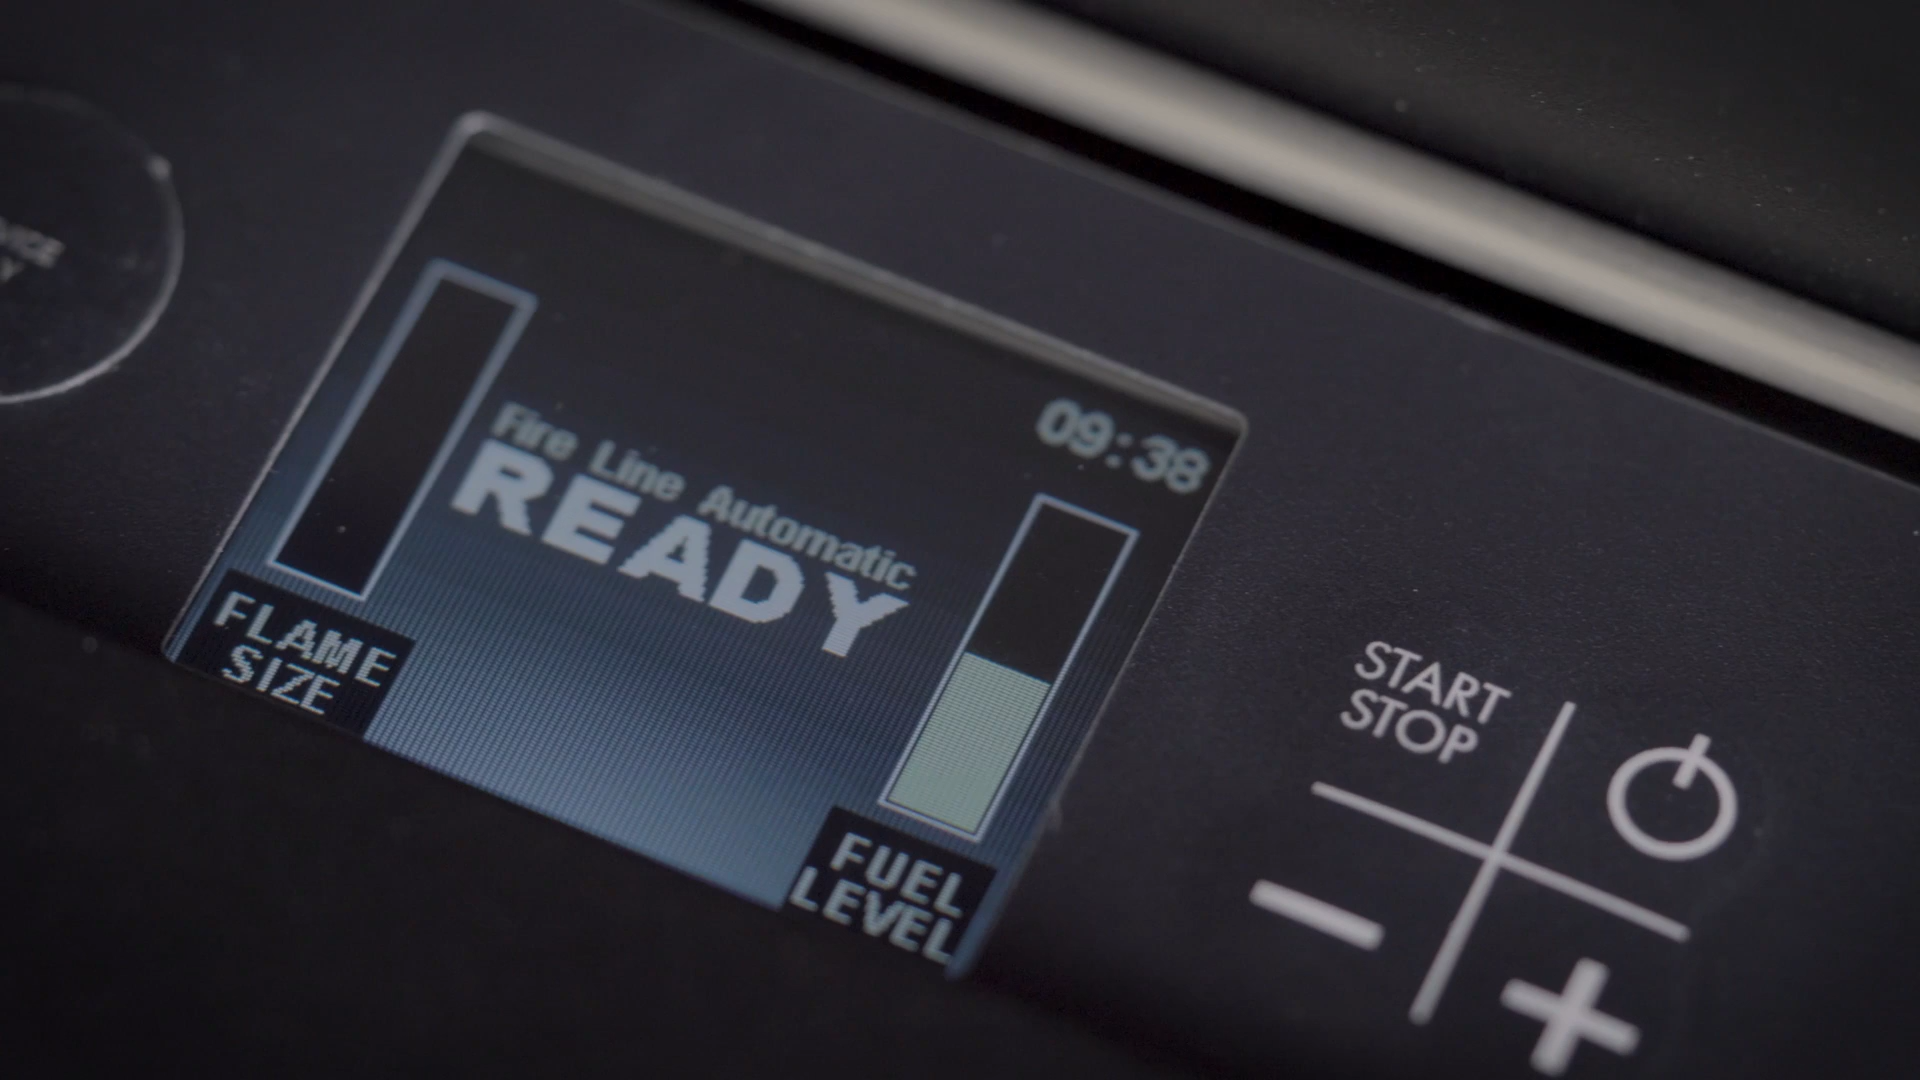 09:38
Fire Line Automatic
READY
FLAME
SIZE
FUEL
LEVEL
START
STOP